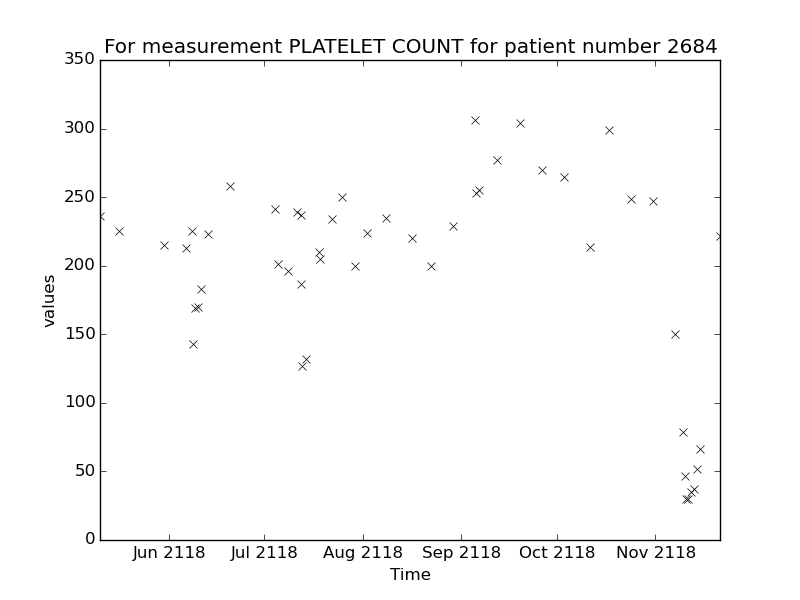 For measurement PLATELET COUNT for patient number 2684
350
300
250
200
150
100
50
0
values
Jun 2118 Jul 2118 Aug 2118 Sep 2118 Oct 2118 Nov 2118
Time